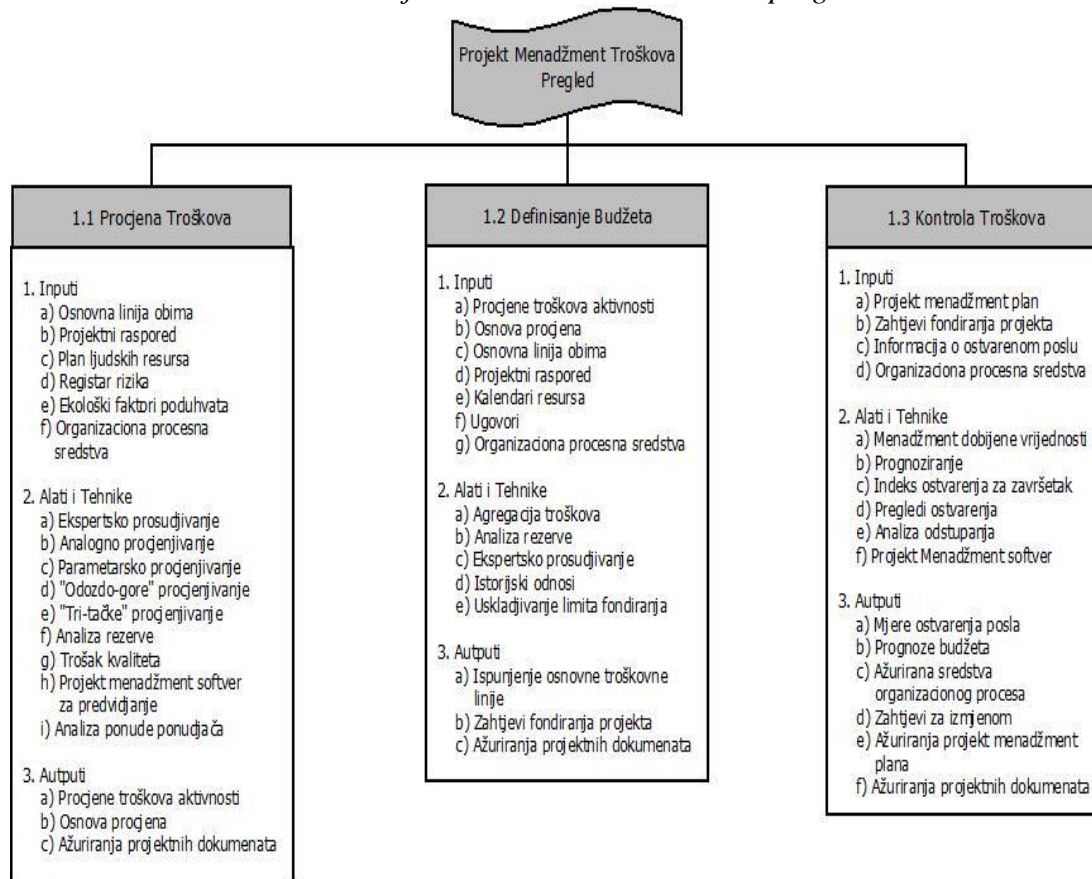 Projekt Menadžment Troškova
Pregled
1.1 Procjena Troškova
1. Inputi
a) Osnovna linija obima
b) Projektni raspored
c) Plan ljudskih resursa
d) Registar rizika
e) Ekološki faktori poduhvata
f) Organizaciona procesna
sredstva
2. Alati i Tehnike
a) Ekspertsko prosudjivanje
b) Analogno procjenjivanje
c) Parametarsko procjenjivanje
d) "Odozdo-gore" procjenjivanje
e) "Tri-tačke" procjenjivanje
f) Analiza rezerve
g) Trošak kvaliteta
h) Projekt menadžment softver
za predvidjanje
i) Analiza ponude ponudjača
3. Autputi
a) Procjene troškova aktivnosti
b) Osnova procjena
c) Ažuriranja projektnih dokumenata
1.2 Definisanje Budžeta
1. Inputi
a) Procjene troškova aktivnosti
b) Osnova procjena
c) Osnovna linija obima
d) Projektni raspored
e) Kalendari resursa
f) Ugovori
g) Organizaciona procesna sredstva
2. Alati i Tehnike
a) Agregacija troškova
b) Analiza rezerve
c) Ekspertsko prosudjivanje
d) Istorijski odnosi
e) Uskladjivanje limita fondiranja
3. Autputi
a) Ispunjenje osnovne troškovne
linije
b) Zahtjevi fondiranja projekta
c) Ažuriranja projektnih dokumenata
1.3 Kontrola Troškova
1. Inputi
a) Projekt menadžment plan
b) Zahtjevi fondiranja projekta
c) Informacija o ostvarenom poslu
d) Organizaciona procesna sredstva
2. Alati i Tehnike
a) Menadžment dobijene vrijednosti
b) Prognoziranje
c) Indeks ostvarenja za završetak
d) Pregledi ostvarenja
e) Analiza odstupanja
f) Projekt Menadžment softver
3. Autputi
a) Mjere ostvarenja posla
b) Prognoze budžeta
c) Ažurirana sredstva
organizacionog procesa
d) Zahtjevi za izmjenom
e) Ažuriranja projekt menadžment
plana
f) Ažuriranja projektnih dokumenata